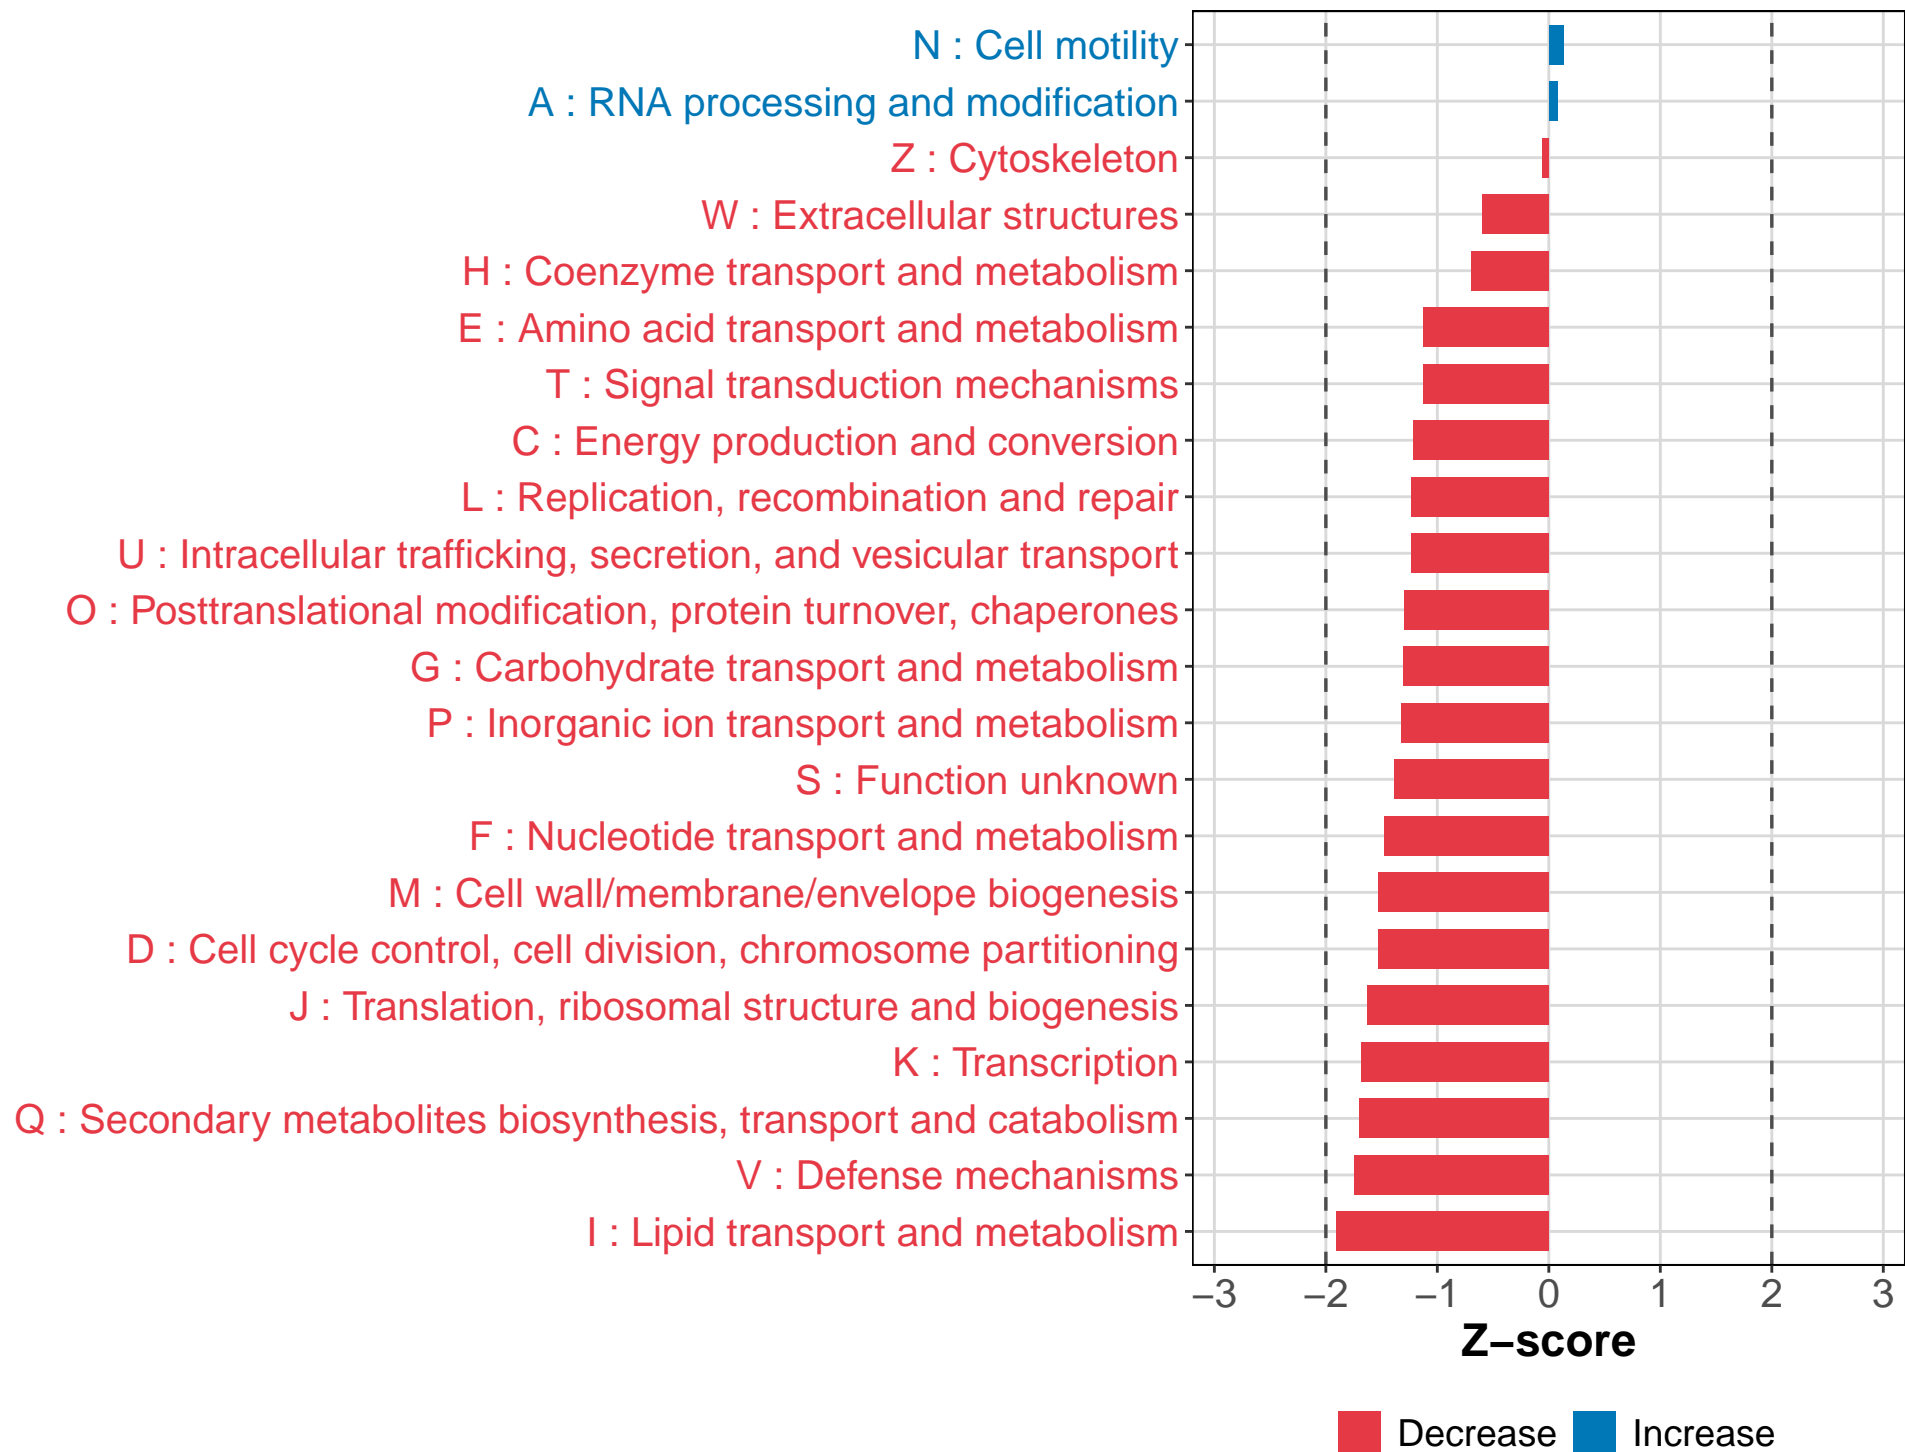 N : Cell motility
A : RNA processing and modification
Z : Cytoskeleton
W : Extracellular structures
H : Coenzyme transport and metabolism
E : Amino acid transport and metabolism
T : Signal transduction mechanisms
C : Energy production and conversion
L : Replication, recombination and repair
U : Intracellular trafficking, secretion, and vesicular transport
O : Posttranslational modification, protein turnover, chaperones
G : Carbohydrate transport and metabolism
P : Inorganic ion transport and metabolism
S : Function unknown
F : Nucleotide transport and metabolism
M : Cell wall/membrane/envelope biogenesis
D : Cell cycle control, cell division, chromosome partitioning
J : Translation, ribosomal structure and biogenesis
K : Transcription
Q : Secondary metabolites biosynthesis, transport and catabolism
V : Defense mechanisms
I : Lipid transport and metabolism
−3 −2 −1 0 1 2 3
Z−score
Decrease Increase